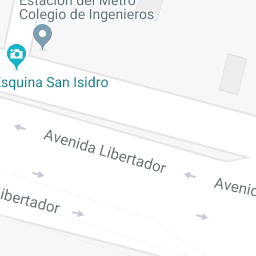 Estación del Metro
Colegio de Ingenieros
Esquina San Isidro
Avenida Libertador
Avenid
Libertador